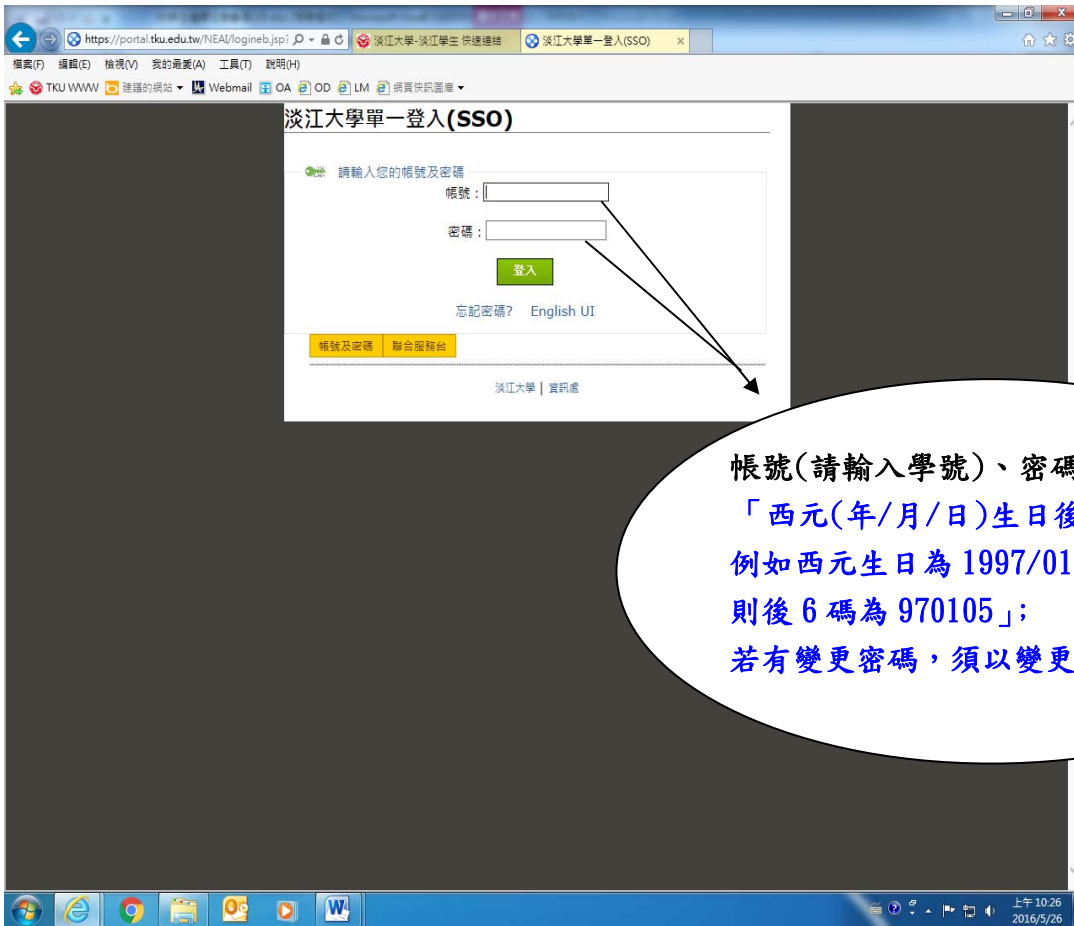 https://portal.tku.edu.tw/NEAI/logineb.jsp?
淡江大學-淡江學生 快速連結
淡江大學單一登入(SSO)
檔案(F) 編輯(E) 檢視(V) 我的最愛(A) 工具(T) 說明(H)
TKU WWW 建議的網站 Webmail OA OD LM 網頁快訊圖庫
淡江大學單一登入(SSO)
請輸入您的帳號及密碼
帳號：
密碼：
登入
忘記密碼? English UI
帳號及密碼 聯合服務台
淡江大學 | 資訊處
帳號(請輸入學號)、密碼
「西元(年/月/日)生日後
例如西元生日為 1997/01
則後 6 碼為 970105」;
若有變更密碼，須以變更
上午 10:26
2016/5/26